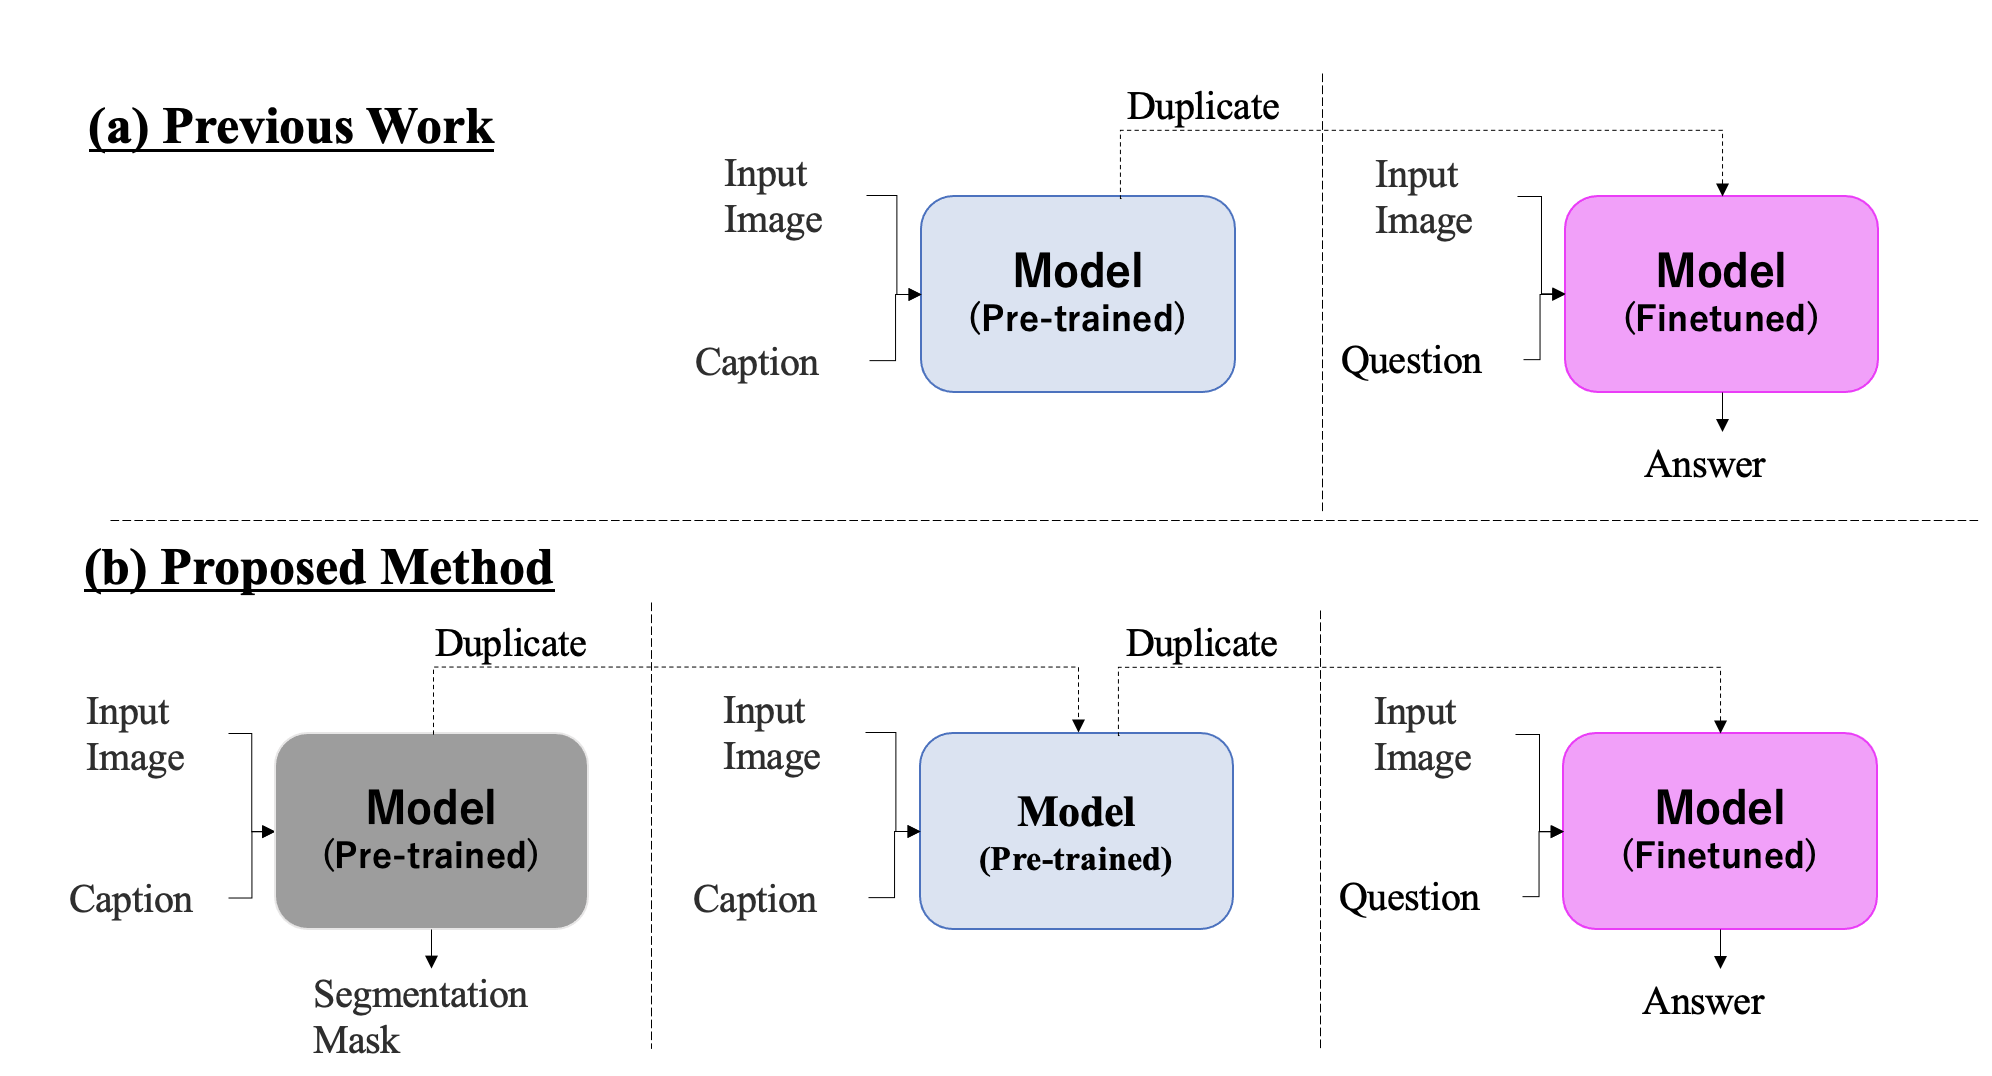 (a) Previous Work
Duplicate
Input
Image
Caption
Model
(Pre-trained)
Input
Image
Question
Model
(Finetuned)
Answer
(b) Proposed Method
Duplicate
Duplicate
Input
Image
Caption
Model
(Pre-trained)
Segmentation
Mask
Input
Image
Caption
Model
(Pre-trained)
Input
Image
Question
Model
(Finetuned)
Answer